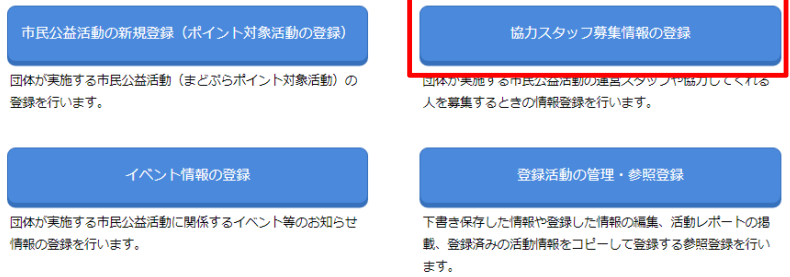 市民公益活動の新規登録（ポイント対象活動の登録）
団体が実施する市民公益活動（まどぷらポイント対象活動）の
登録を行います。
協力スタッフ募集情報の登録
団体が実施する市民公益活動の運営スタッフや協力してくれる
人を募集するときの情報登録を行います。
イベント情報の登録
団体が実施する市民公益活動に関係するイベント等のお知らせ
情報の登録を行います。
登録活動の管理・参照登録
下書き保存した情報や登録した情報の編集、活動レポートの掲
載、登録済みの活動情報をコピーして登録する参照登録を行い
ます。